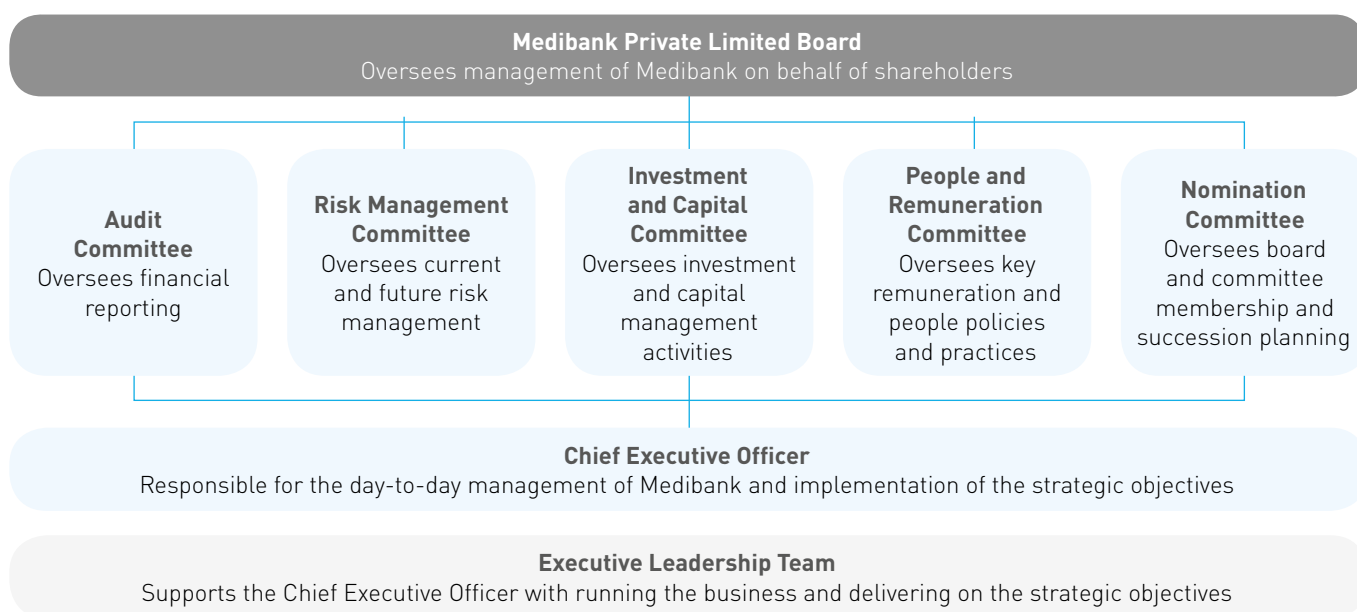 Medibank Private Limited Board
Oversees management of Medibank on behalf of shareholders
Audit
Committee
Oversees financial
reporting
Risk Management
Committee
Oversees current
and future risk
management
Investment
and Capital
Committee
Oversees investment
and capital
management
activities
People and
Remuneration
Committee
Oversees key
remuneration and
people policies
and practices
Nomination
Committee
Oversees board
and committee
membership and
succession planning
Chief Executive Officer
Responsible for the day-to-day management of Medibank and implementation of the strategic objectives
Executive Leadership Team
Supports the Chief Executive Officer with running the business and delivering on the strategic objectives